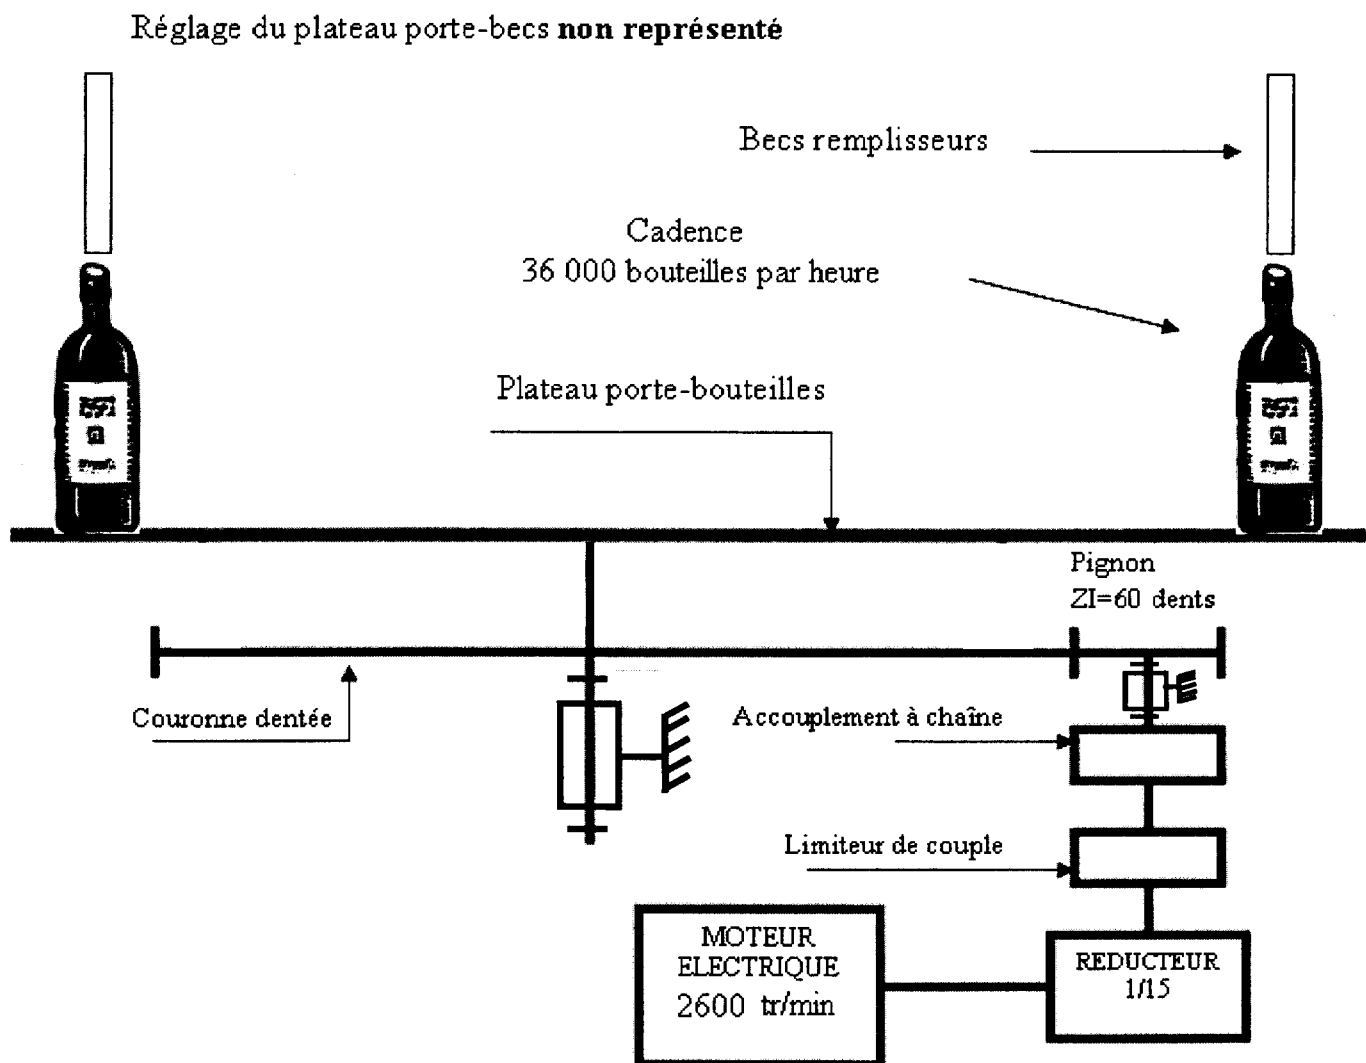 Réglage du plateau porte-becs non représenté
Becs remplisseurs
Cadence
36 000 bouteilles par heure
Plateau porte-bouteilles
Pignon
ZI=60 dents
Couronne dentée
Accouplement à chaîne
Limiteur de couple
MOTEUR
ELECTRIQUE
2600 tr/min
REDUCTEUR
1/15